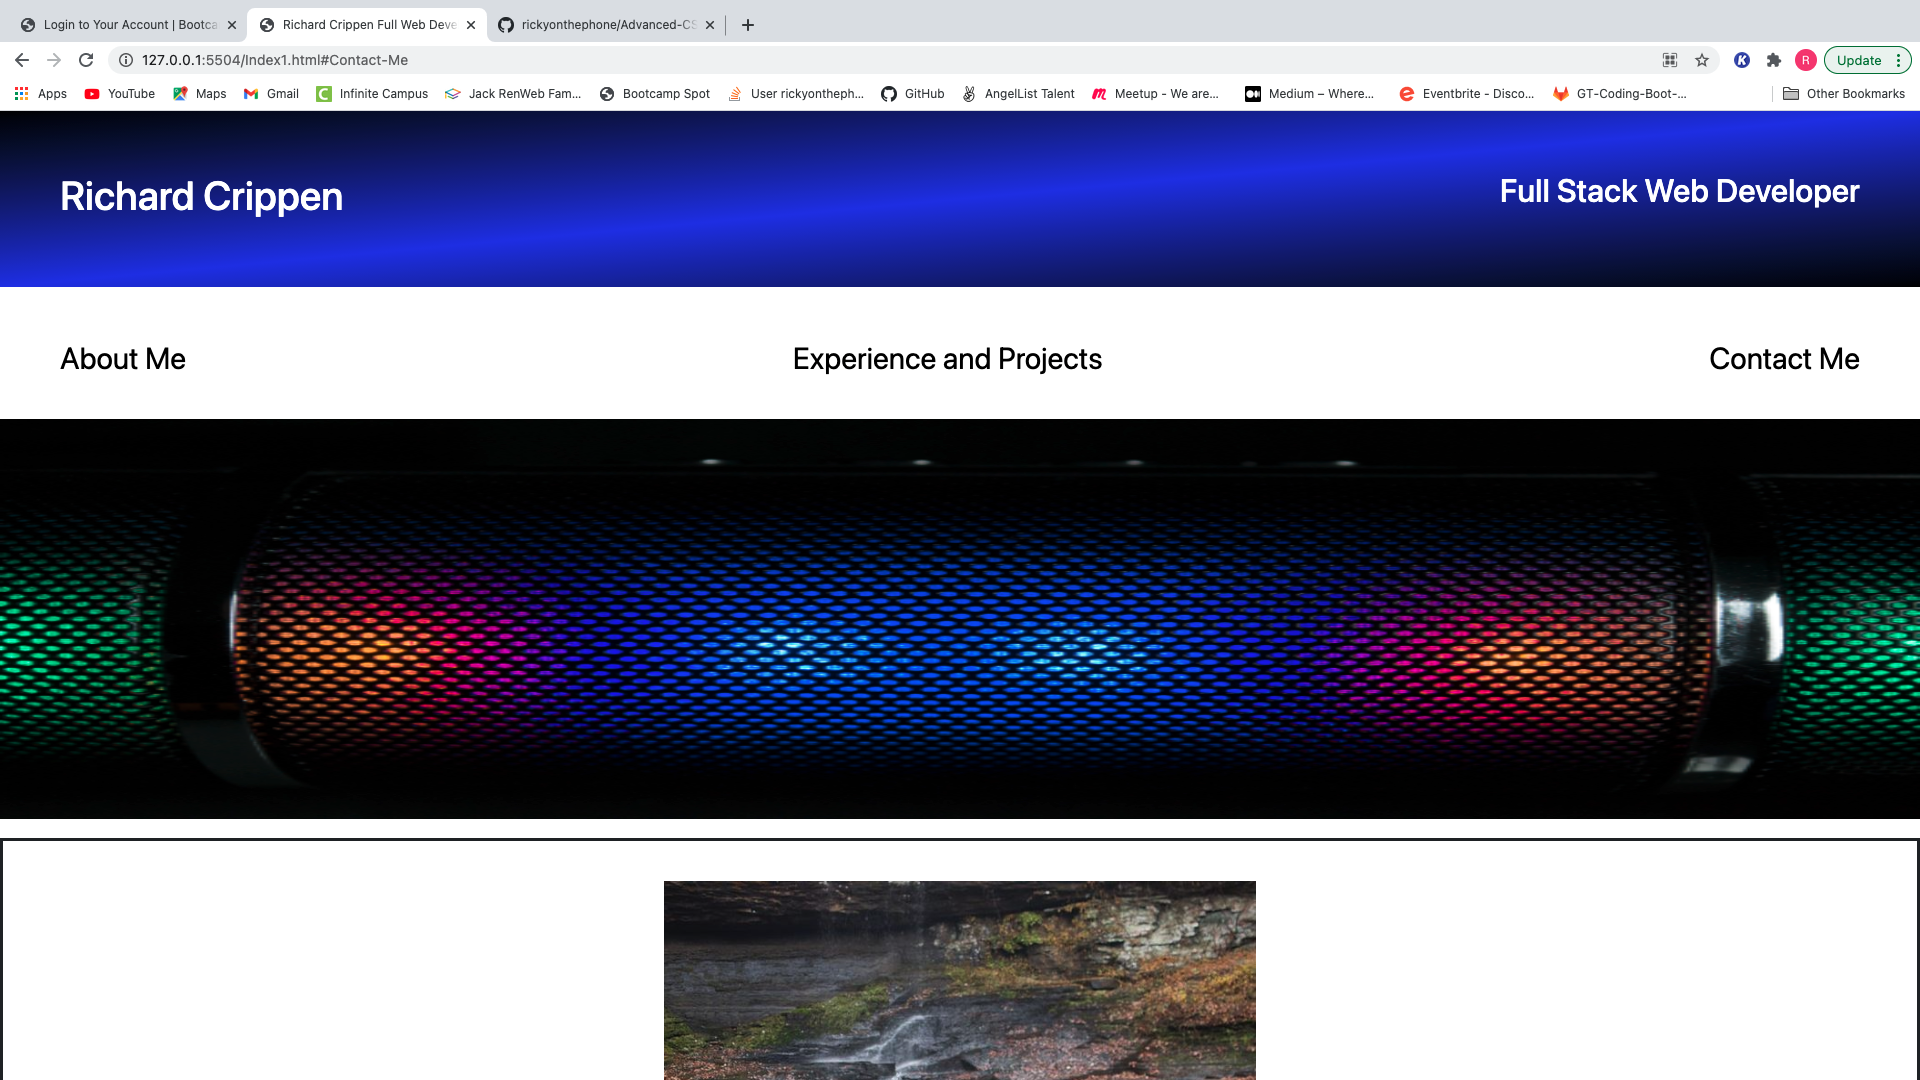 Login to Your Account | Bootca
Richard Crippen Full Web Deve
rickyonthephone/Advanced-CS
127.0.0.1:5504/Index1.html#Contact-Me
K
R
Update
Apps
YouTube
Maps
Gmail
Infinite Campus
Jack RenWeb Fam...
Bootcamp Spot
User rickyontheph...
GitHub
AngelList Talent
Meetup - We are...
Medium – Where...
Eventbrite - Disco...
GT-Coding-Boot-...
Other Bookmarks
Richard Crippen
Full Stack Web Developer
About Me
Experience and Projects
Contact Me